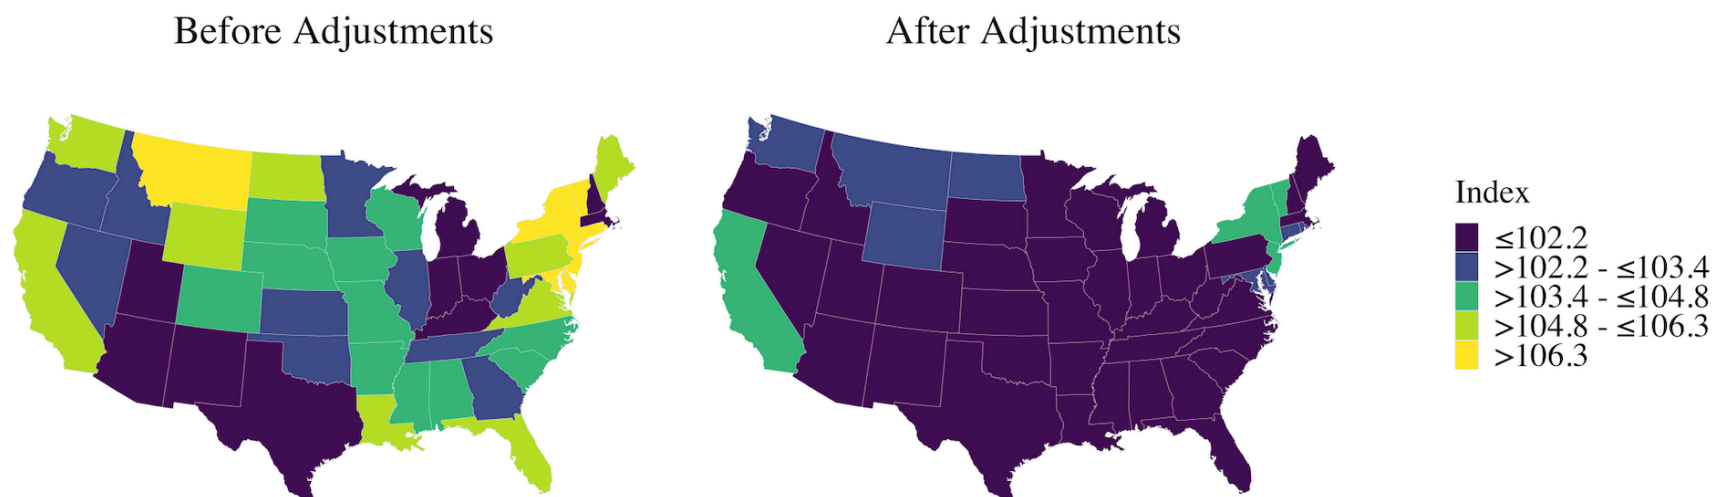 Before Adjustments
After Adjustments
Index
≤102.2
>102.2 - ≤103.4
>103.4 - ≤104.8
>104.8 - ≤106.3
>106.3